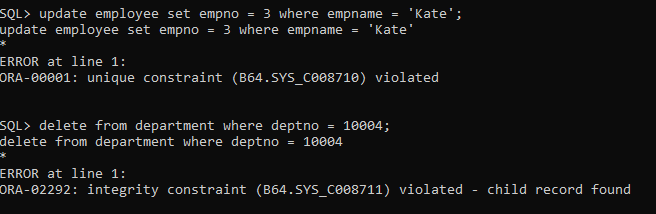 SQL> update employee set empno = 3 where empname = 'Kate';
update employee set empno = 3 where empname = 'Kate'
*
ERROR at line 1:
ORA-00001: unique constraint (B64.SYS_C008710) violated
SQL> delete from department where deptno = 10004;
delete from department where deptno = 10004
*
ERROR at line 1:
ORA-02292: integrity constraint (B64.SYS_C008711) violated - child record found